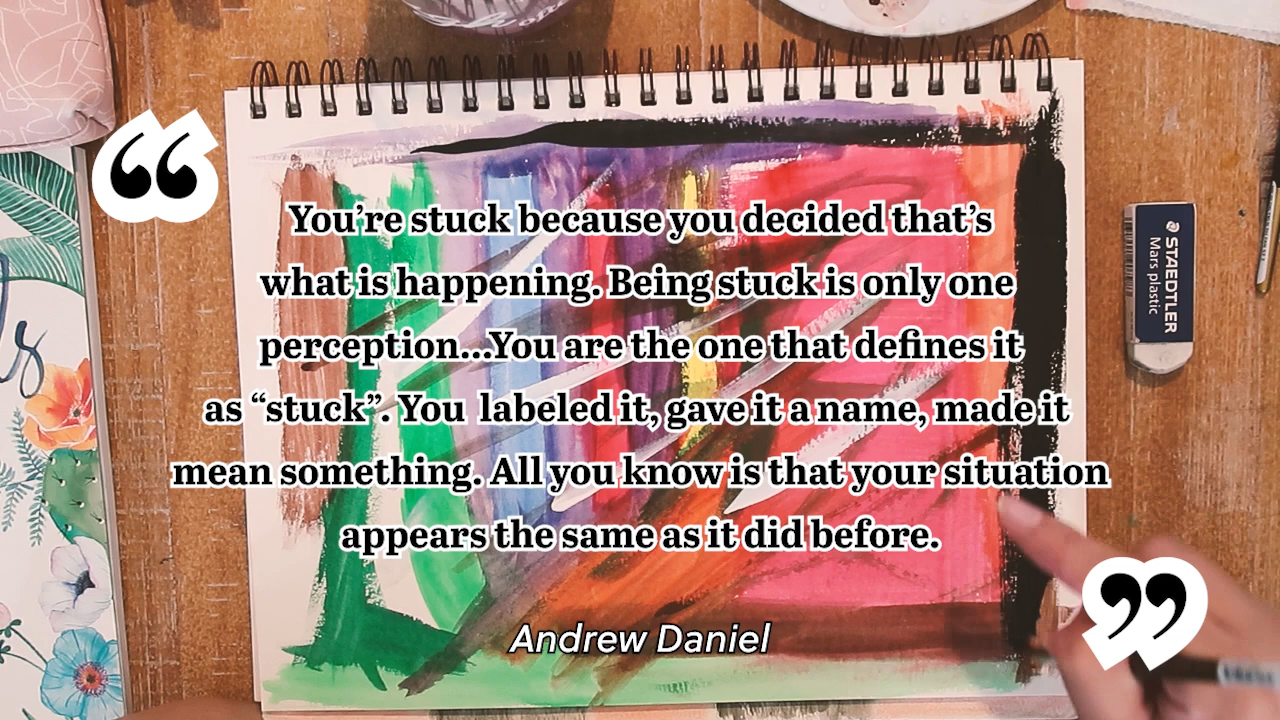 “
You’re stuck because you decided that’s
what is happening. Being stuck is only one
perception...You are the one that defines it
as “stuck”. You labeled it, gave it a name, made it
mean something. All you know is that your situation
appears the same as it did before.
”
Andrew Daniel
STAEDTLER
Mars plastic